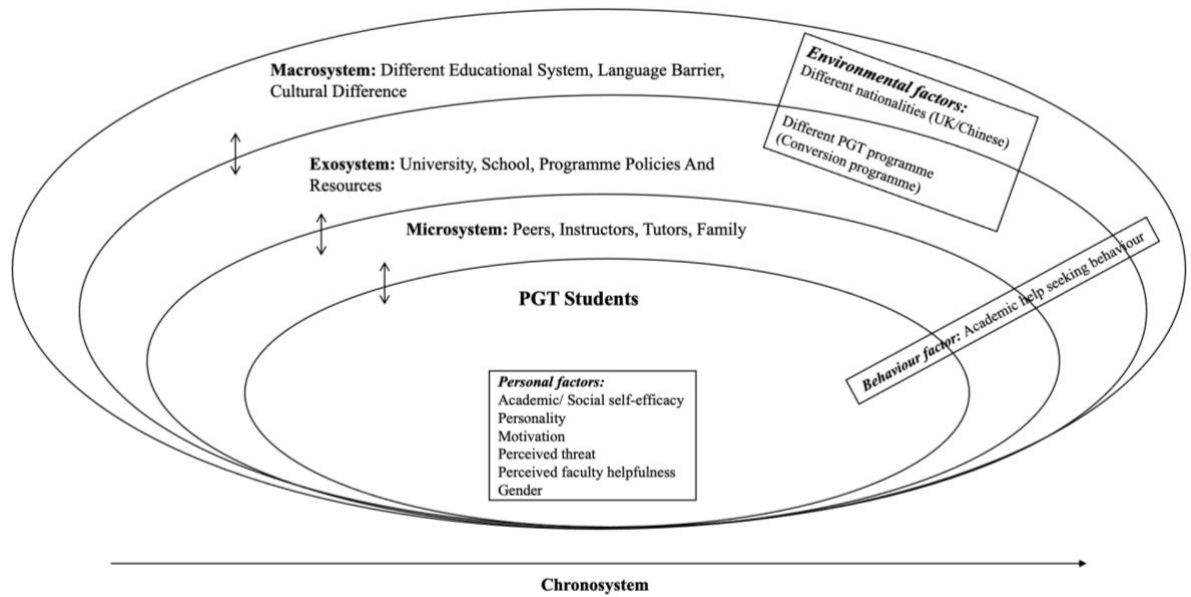 Macrosystem: Different Educational System, Language Barrier,
Cultural Difference
Environmental factors:
Different nationalities (UK/Chinese)
Different PGT programme
(Conversion programme)
Exosystem: University, School, Programme Policies And
Resources
Microsystem: Peers, Instructors, Tutors, Family
Behaviour factor: Academic help seeking behaviour
PGT Students
Personal factors:
Academic/ Social self-efficacy
Personality
Motivation
Perceived threat
Perceived faculty helpfulness
Gender
Chronosystem